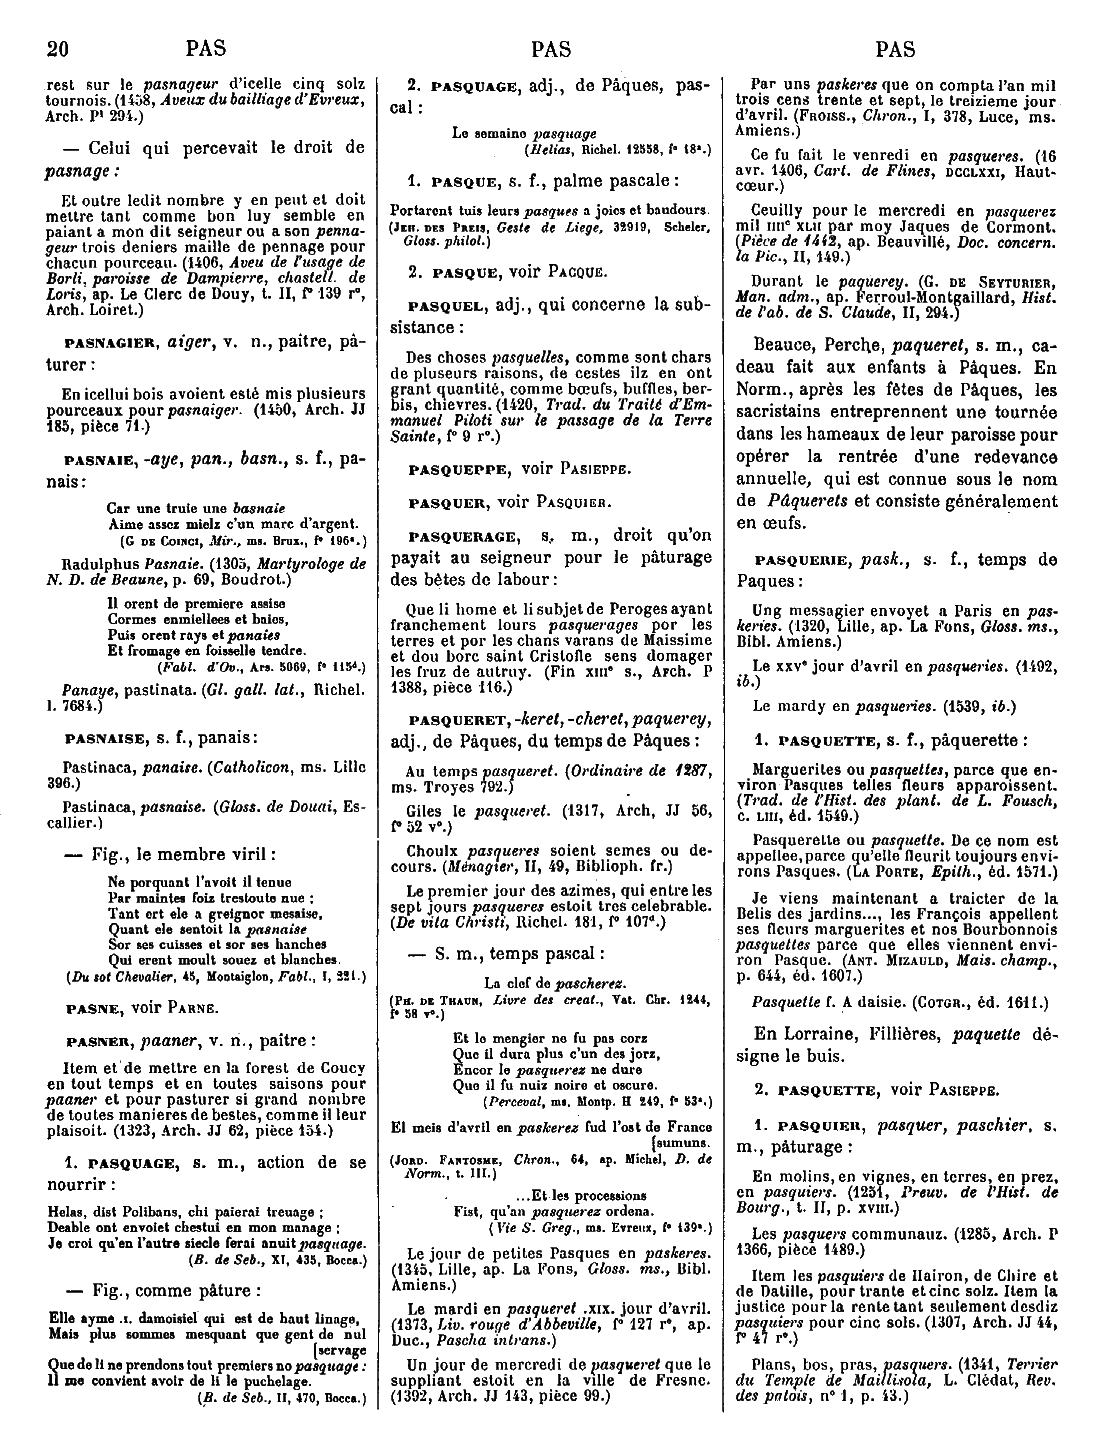 20 PAS PAS PAS
rest sur le pasnageur d'icelle cinq solz
tournois. (1458, Aveux du bailliage d'Evreux,
Arch. P¹ 294.)
— Celui qui percevait le droit de
pasnage :
Et outre ledit nombre y en peut et doit
mettre tant comme bon luy semble en
paiant a mon dit seigneur ou a son penna-
geur trois deniers maille de pennage pour
chacun pourceau. (1406, Aveu de l'usage de
Borli, paroisse de Dampierre, chastell. de
Loris, ap. Le Clerc de Douy, t. II, f° 139 r°,
Arch. Loiret.)
PASNAGIER, aiger, v. n., paître, pâ-
turer :
En icellui bois avoient esté mis plusieurs
pourceaux pour pasnaiger. (1450, Arch. JJ
185, pièce 71.)
PASNAIE, -aye, pan., basn., s. f., pa-
nais :
Car une truie une basnaie
Aime assez mielz c'un marc d'argent.
(G DE COINCI, Mir., ms. Brux., f° 196ᵃ.)
Radulphus Pasnaie. (1305, Martyrologe de
N. D. de Beaune, p. 69, Boudrot.)
Il orent de premiere assise
Cormes enmiellees et baies,
Puis orent rays et panaies
Et fromage en foisselle tendre.
(Fabl. d'Ov., Ars. 5069, f° 115ᵈ.)
Panaye, pastinata. (Gl. gall. lat., Richel.
l. 7684.)
PASNAISE, s. f., panais :
Pastinaca, panaise. (Catholicon, ms. Lille
396.)
Pastinaca, pasnaise. (Gloss. de Douai, Es-
callier.)
— Fig., le membre viril :
Ne porquant l'avoit il tenue
Par maintes foiz trestoute nue ;
Tant ert ele a greignor mesaise,
Quant ele sentoit la pasnaise
Sor ses cuisses et sor ses hanches
Qui erent moult souez et blanches.
(Du sot Chevalier, 45, Montaiglon, Fabl., I, 221.)
PASNE, voir PARNE.
PASNER, paaner, v. n., paître :
Item et de mettre en la forest de Coucy
en tout temps et en toutes saisons pour
paaner et pour pasturer si grand nombre
de toutes manieres de bestes, comme il leur
plaisoit. (1323, Arch. JJ 62, pièce 154.)
1. PASQUAGE, s. m., action de se
nourrir :
Helas, dist Polibans, chi paierai treuage ;
Deable ont envoiet chestui en mon manage ;
Je croi qu'en l'autre siecle ferai anuit pasquage.
(B. de Seb., XI, 435, Bocca.)
— Fig., comme pâture :
Elle ayme .I. damoisiel qui est de haut linage,
Mais plus sommes mesquant que gent de nul
[servage
Que de li ne prendons tout premiers no pasquage :
Il me convient avoir de li le puchelage.
(B. de Seb., II, 470, Bocca.)
2. PASQUAGE, adj., de Pâques, pas-
cal :
Le semaine pasquage
(Helias, Richel. 12558, f° 18ᵃ.)
1. PASQUE, s. f., palme pascale :
Portarent tuis leurs pasques a joies et baudours.
(JEH. DES PREIS, Geste de Liege, 32919, Scheler,
Gloss. philol.)
2. PASQUE, voir PACQUE.
PASQUEL, adj., qui concerne la sub-
sistance :
Des choses pasquelles, comme sont chars
de pluseurs raisons, de cestes ilz en ont
grant quantité, comme bœufs, buffles, ber-
bis, chievres. (1420, Trad. du Traité d'Em-
manuel Piloti sur le passage de la Terre
Sainte, f° 9 r°.)
PASQUEPPE, voir PASIEPPE.
PASQUER, voir PASQUIER.
PASQUERAGE, s. m., droit qu'on
payait au seigneur pour le pâturage
des bêtes de labour :
Que li home et li subjet de Peroges ayant
franchement lours pasquerages por les
terres et por les chans varans de Maissime
et dou borc saint Cristofle sens domager
les fruz de autruy. (Fin XIIIᵉ s., Arch. P
1388, pièce 116.)
PASQUERET, -keret, -cheret, paquerey,
adj., de Pâques, du temps de Pâques :
Au temps pasqueret. (Ordinaire de 1287,
ms. Troyes 792.)
Giles le pasqueret. (1317, Arch, JJ 56,
f° 52 v°.)
Choulx pasqueres soient semes ou de-
cours. (Ménagier, II, 49, Biblioph. fr.)
Le premier jour des azimes, qui entre les
sept jours pasqueres estoit tres celebrable.
(De vita Christi, Richel. 181, f° 107ᵈ.)
— S. m., temps pascal :
La clef de pascherez.
(PH. DE THAUN, Livre des creat., Vat. Chr. 1244,
f° 58 v°.)
Et le mengier ne fu pas corz
Que il dura plus c'un des jorz,
Encor le pasquerez ne dure
Que il fu nuiz noire et oscure.
(Perceval, ms. Montp. H 249, f° 53ᵃ.)
El meis d'avril en paskerez fud l'ost de France
[sumuns.
(JORD. FANTOSME, Chron., 64, ap. Michel, D. de
Norm., t. III.)
...Et les processions
Fist, qu'an pasquerez ordena.
(Vie S. Greg., ms. Evreux, f° 139ᵃ.)
Le jour de petites Pasques en paskeres.
(1345, Lille, ap. La Fons, Gloss. ms., Bibl.
Amiens.)
Le mardi en pasqueret .XIX. jour d'avril.
(1373, Liv. rouge d'Abbeville, f° 127 r°, ap.
Duc., Pascha intrans.)
Un jour de mercredi de pasqueret que le
suppliant estoit en la ville de Fresne.
(1392, Arch. JJ 143, pièce 99.)
Par uns paskeres que on compta l'an mil
trois cens trente et sept, le treizieme jour
d'avril. (FROISS., Chron., I, 378, Luce, ms.
Amiens.)
Ce fu fait le venredi en pasqueres. (16
avr. 1406, Cart. de Flines, DCCLXXI, Haut-
cœur.)
Ceuilly pour le mercredi en pasquerez
mil IIIIᶜ XLII par moy Jaques de Cormont.
(Pièce de 1442, ap. Beauvillé, Doc. concern.
la Pic., II, 149.)
Durant le paquerey. (G. DE SEYTURIER,
Man. adm., ap. Ferroul-Montgaillard, Hist.
de l'ab. de S. Claude, II, 294.)
Beauce, Perche, paqueret, s. m., ca-
deau fait aux enfants à Pâques. En
Norm., après les fêtes de Pâques, les
sacristains entreprennent une tournée
dans les hameaux de leur paroisse pour
opérer la rentrée d'une redevance
annuelle, qui est connue sous le nom
de Pâquerets et consiste généralement
en œufs.
PASQUERIE, pask., s. f., temps de
Paques :
Ung messagier envoyet a Paris en pas-
keries. (1320, Lille, ap. La Fons, Gloss. ms.,
Bibl. Amiens.)
Le XXVᵉ jour d'avril en pasqueries. (1492,
ib.)
Le mardy en pasqueries. (1539, ib.)
1. PASQUETTE, s. f., pâquerette :
Marguerites ou pasquettes, parce que en-
viron Pasques telles fleurs apparoissent.
(Trad. de l'Hist. des plant. de L. Fousch,
c. LIII, éd. 1549.)
Pasquerette ou pasquette. De ce nom est
appellee, parce qu'elle fleurit toujours envi-
rons Pasques. (LA PORTE, Epith., éd. 1571.)
Je viens maintenant a traicter de la
Belis des jardins..., les François appellent
ses fleurs marguerites et nos Bourbonnois
pasquettes parce que elles viennent envi-
ron Pasque. (ANT. MIZAULD, Mais. champ.,
p. 644, éd. 1607.)
Pasquette f. A daisie. (COTGR., éd. 1611.)
En Lorraine, Fillières, paquette dé-
signe le buis.
2. PASQUETTE, voir PASIEPPE.
1. PASQUIER, pasquer, paschier, s.
m., pâturage :
En molins, en vignes, en terres, en prez,
en pasquiers. (1251, Preuv. de l'Hist. de
Bourg., t. II, p. XVIII.)
Les pasquers communauz. (1285, Arch. P
1366, pièce 1489.)
Item les pasquiers de Hairon, de Chire et
de Datille, pour trante et cinc solz. Item la
justice pour la rente tant seulement desdiz
pasquiers pour cinc sols. (1307, Arch. JJ 44,
f° 47 r°.)
Plans, bos, pras, pasquers. (1341, Terrier
du Temple de Maillisola, L. Clédat, Rev.
des patois, n° 1, p. 43.)